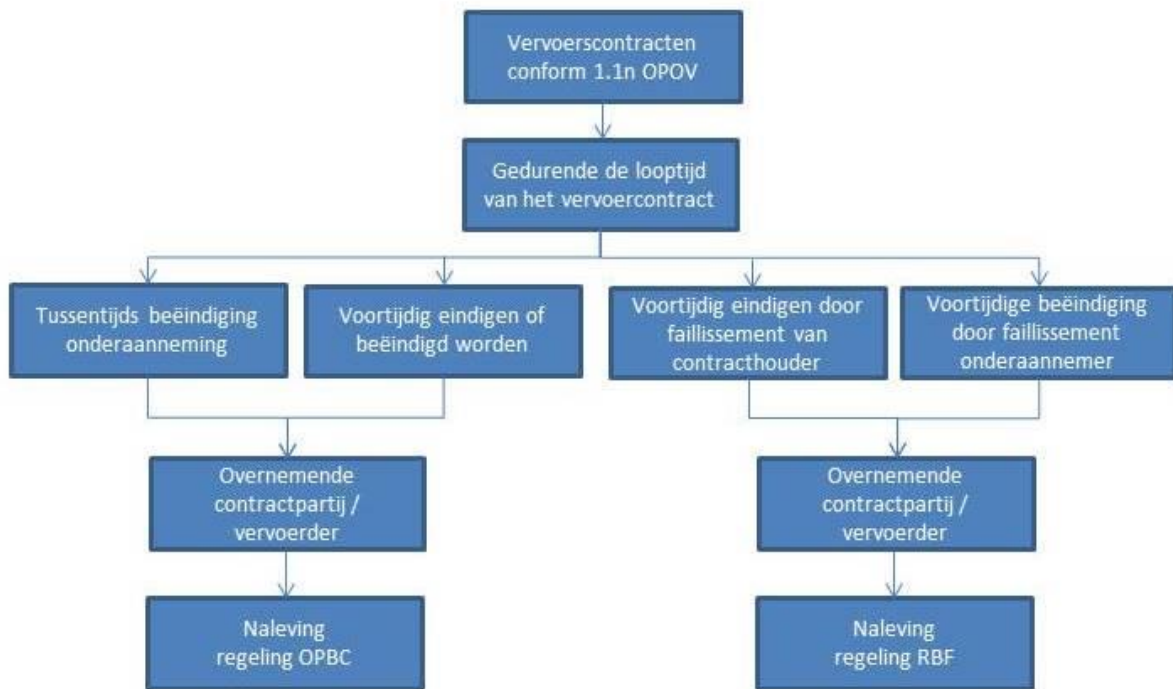 Vervoerscontracten
conform 1.1n OPOV
Gedurende de looptijd
van het vervoercontract
Tussentijds beëindiging
onderaanneming
Voortijdig eindigen of
beëindigd worden
Voortijdig eindigen door
faillissement van
contracthouder
Voortijdige beëindiging
door faillissement
onderaannemer
Overnemende
contractpartij /
vervoerder
Overnemende
contractpartij /
vervoerder
Naleving
regeling OPBC
Naleving
regeling RBF